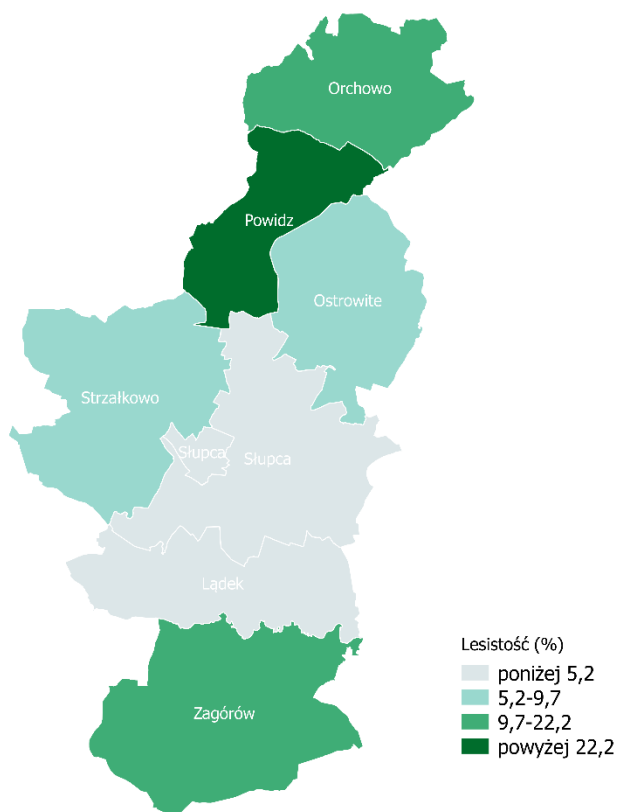 Orchowo
Powidz
Ostrowite
Strzałkowo
Słupca
Słupca
Lądek
Zagórów
Lesistość (%)
poniżej 5,2
5,2-9,7
9,7-22,2
powyżej 22,2